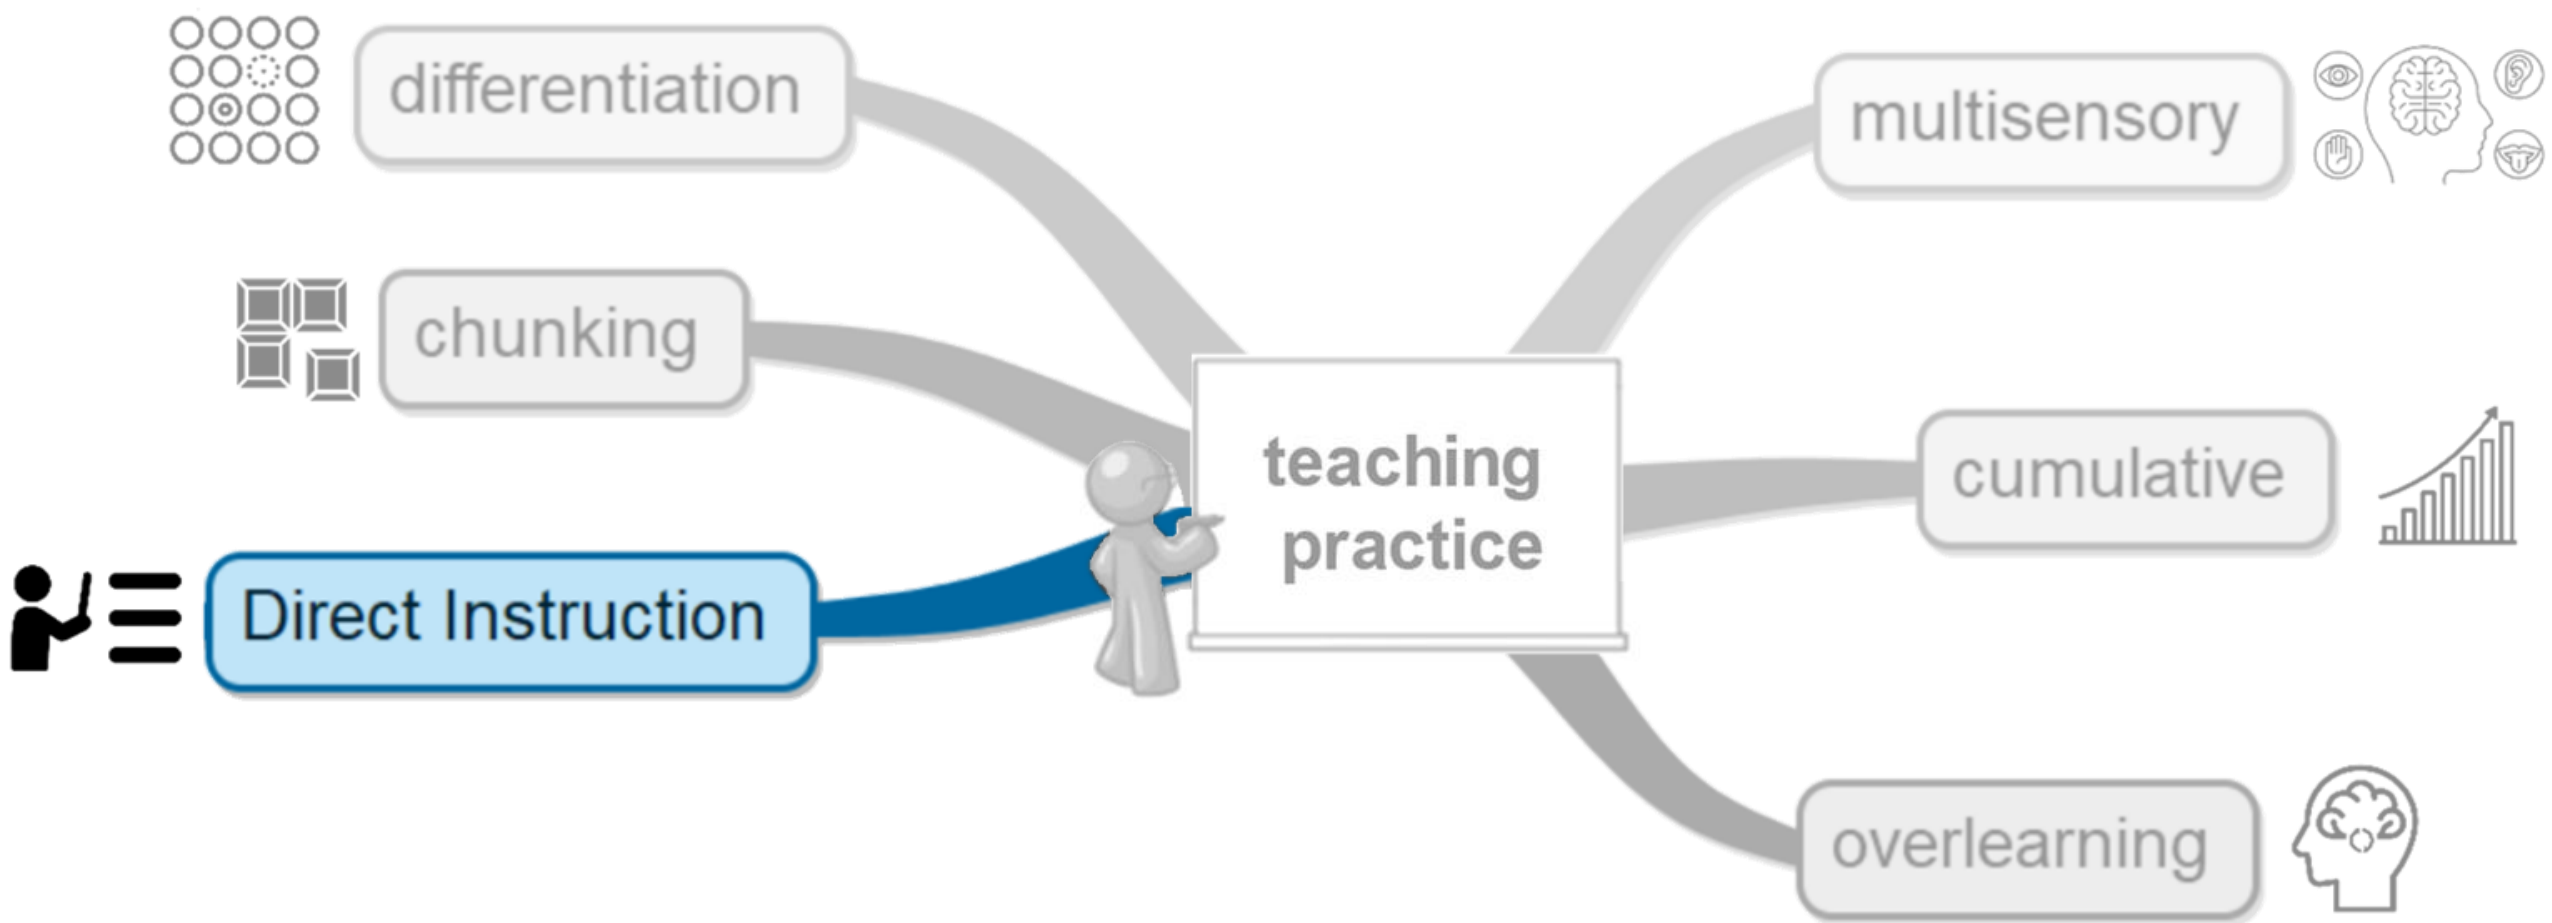 differentiation
multisensory
chunking
teaching
practice
cumulative
Direct Instruction
overlearning